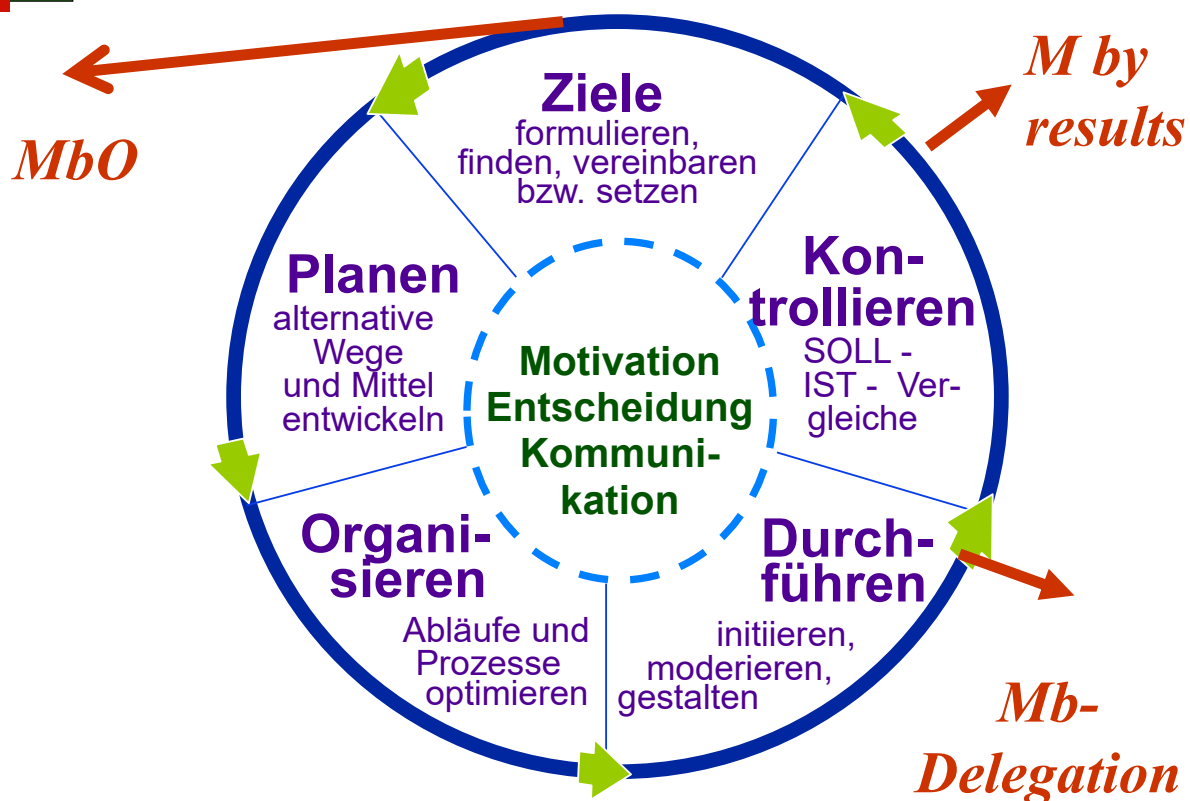 MbO
Ziele
formulieren,
finden, vereinbaren
bzw. setzen
M by
results
Planen
alternative
Wege
und Mittel
entwickeln
Kon-
trollieren
SOLL -
IST - Ver-
gleiche
Motivation
Entscheidung
Kommuni-
kation
Organi-
sieren
Abläufe und
Prozesse
optimieren
Durch-
führen
initiieren,
moderieren,
gestalten
Mb-
Delegation